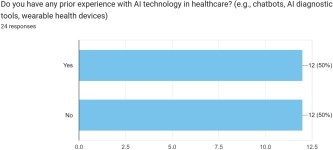 Do you have any prior experience with AI technology in healthcare? (e.g., chatbots, AI diagnostic
tools, wearable health devices)
24 responses
Yes
12 (50%)
No
12 (50%)
0.0 2.5 5.0 7.5 10.0 12.5